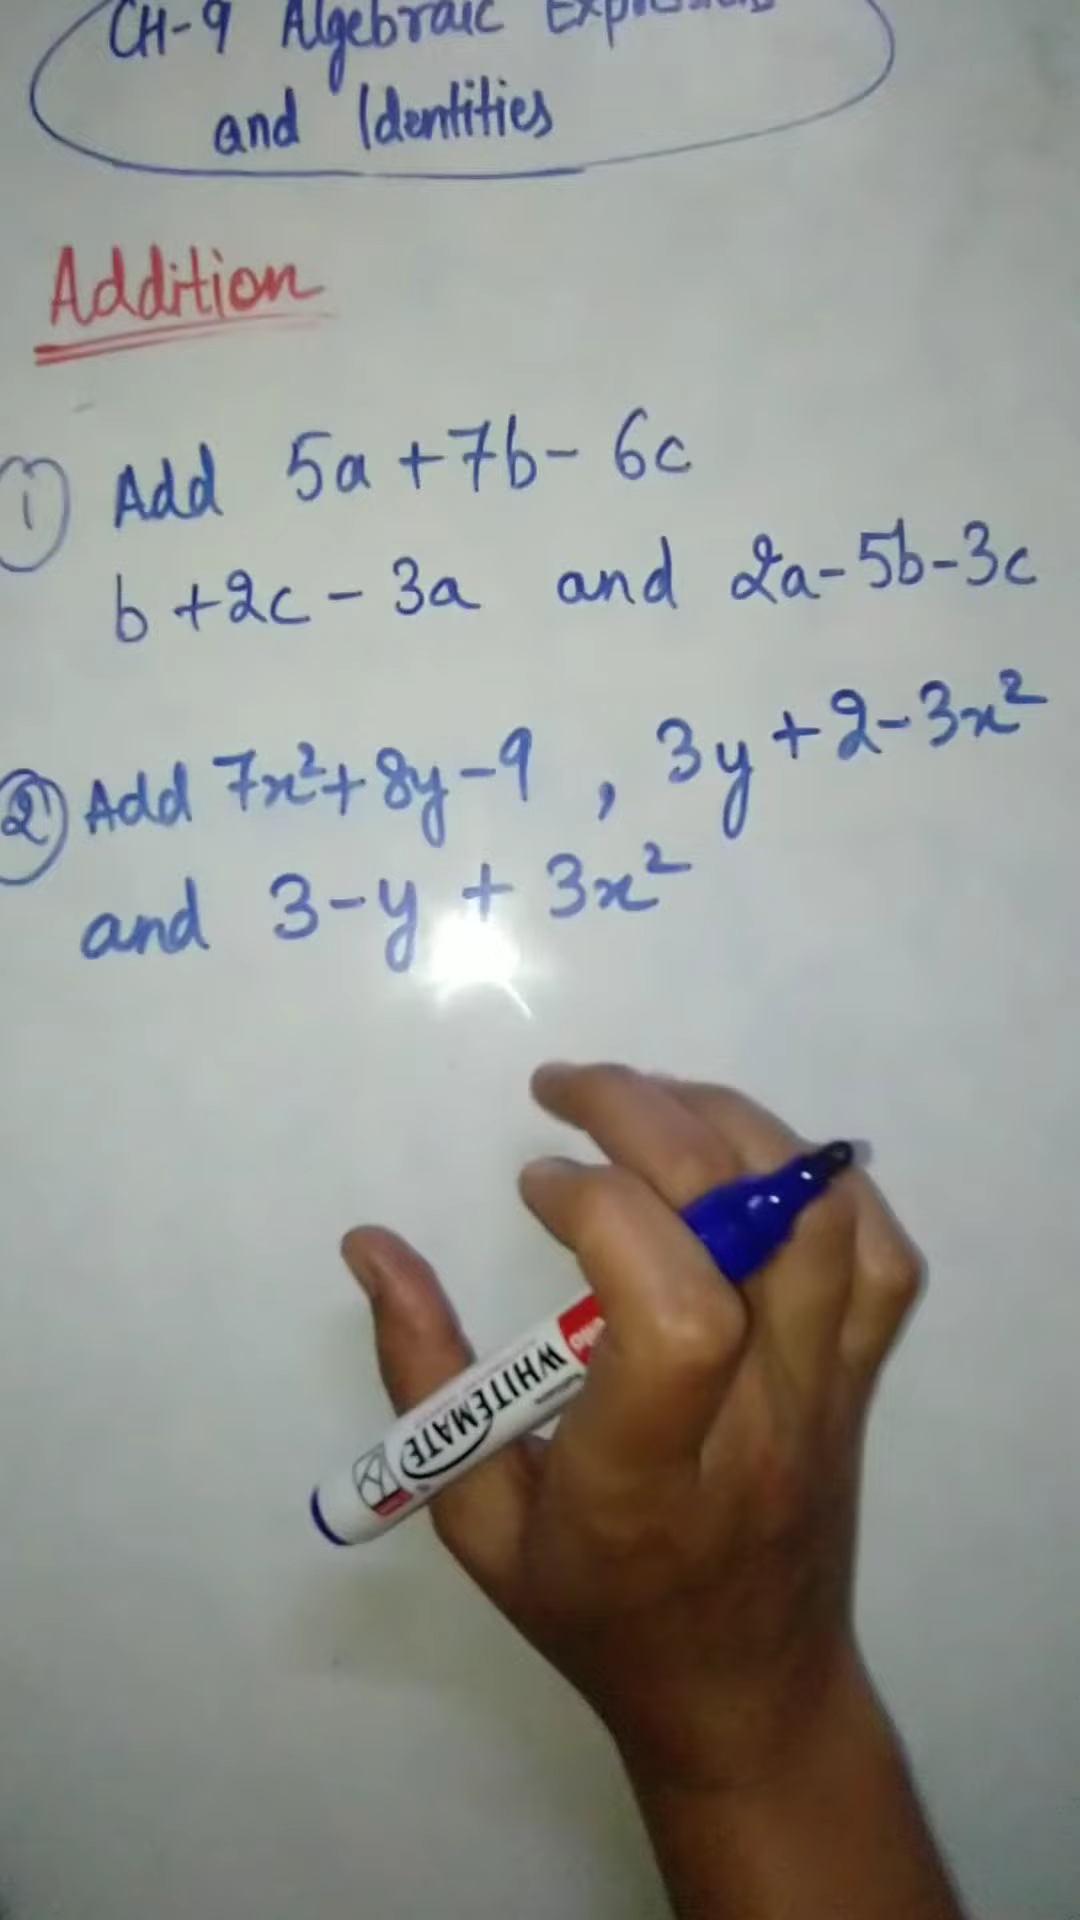 CH-9 Algebraic
and Identities
Addition
① Add 5a+7b-6c
b+2c-3a and 2a-5b-3c
② Add 7x²+8y-9, 3y+2-3x²
and 3-y+3x²
WHITEMATE